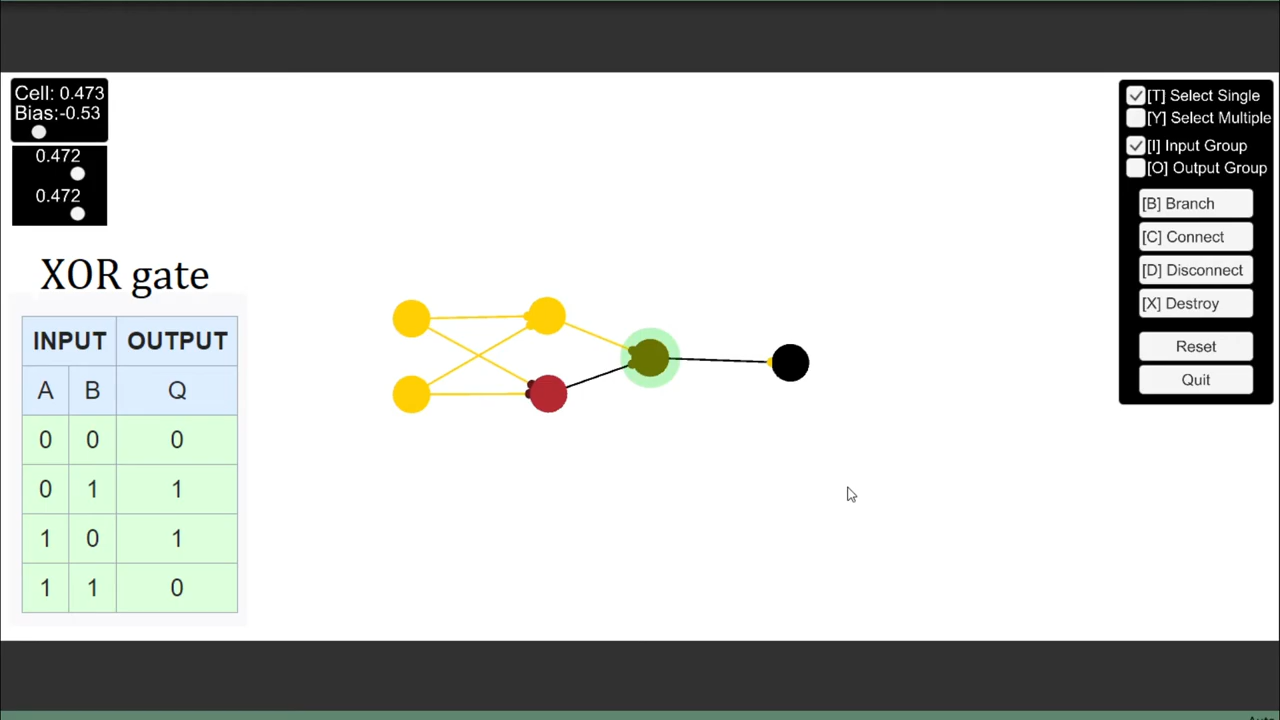 Cell: 0.473
Bias:-0.53
0.472
0.472
XOR gate
INPUT OUTPUT
A B Q
0 0 0
0 1 1
1 0 1
1 1 0
[T] Select Single
[Y] Select Multiple
[I] Input Group
[O] Output Group
[B] Branch
[C] Connect
[D] Disconnect
[X] Destroy
Reset
Quit